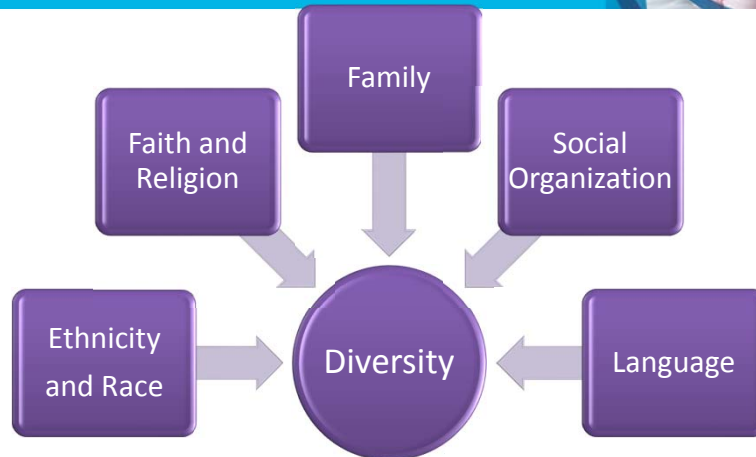 Family
Faith and
Religion
Social
Organization
Ethnicity
and Race
Diversity
Language